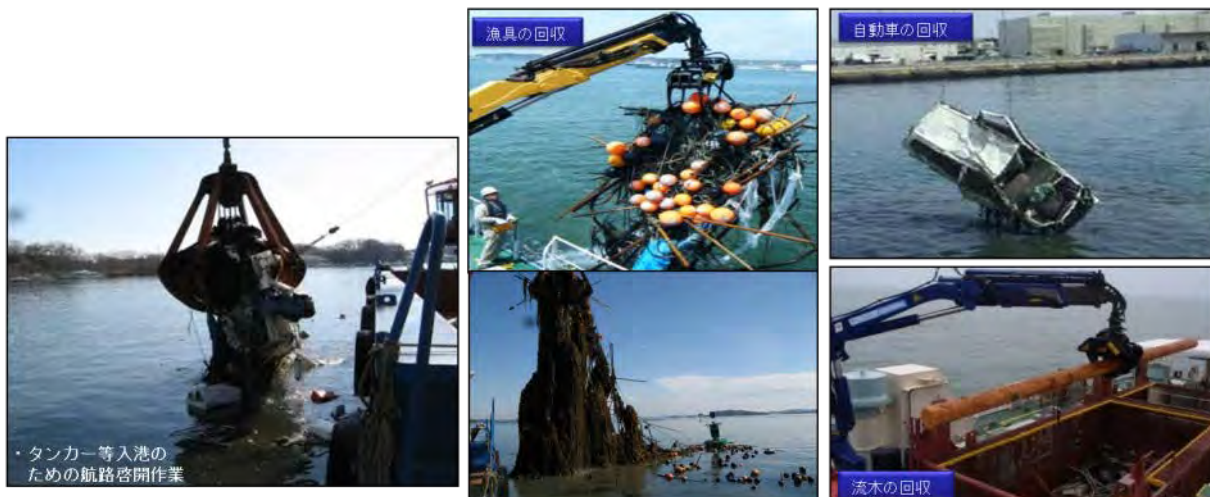 漁具の回収
自動車の回収
・タンカー等入港の
ための航路啓開作業
流木の回収